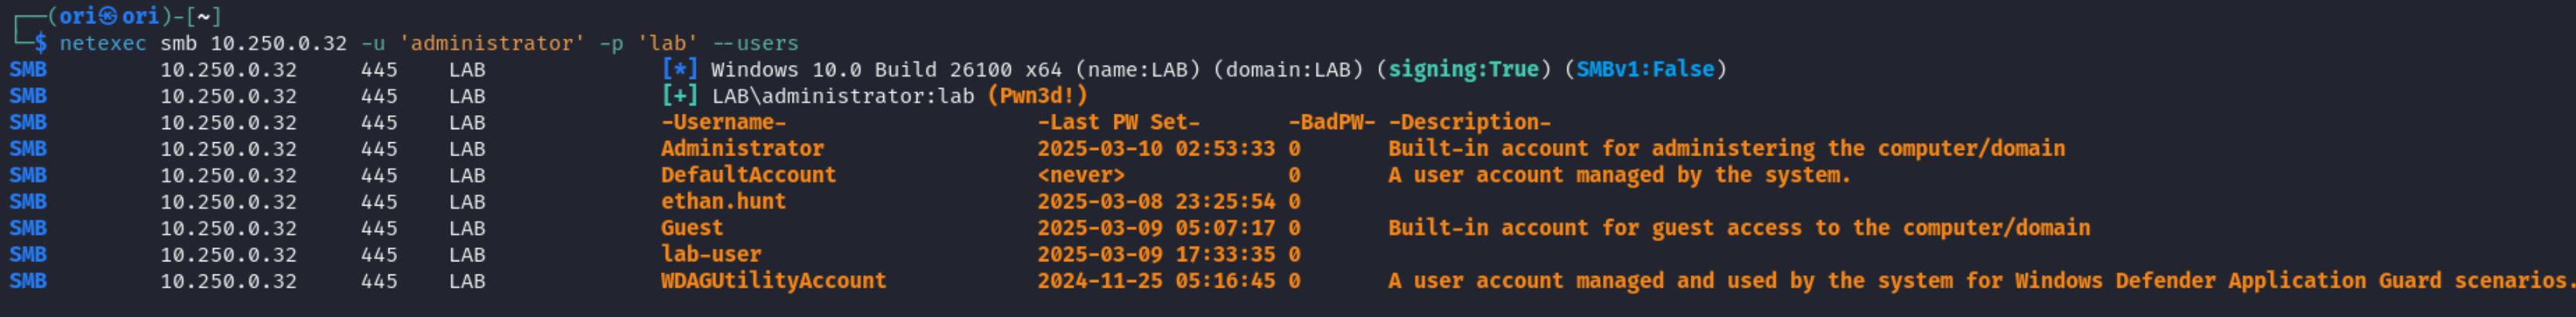 ┌──(ori㉿ori)-[~]
└─$ netexec smb 10.250.0.32 -u 'administrator' -p 'lab' --users
SMB         10.250.0.32     445    LAB              [*] Windows 10.0 Build 26100 x64 (name:LAB) (domain:LAB) (signing:True) (SMBv1:False)
SMB         10.250.0.32     445    LAB              [+] LAB\administrator:lab (Pwn3d!)
SMB         10.250.0.32     445    LAB              -Username-                    -Last PW Set-       -BadPW- -Description-
SMB         10.250.0.32     445    LAB              Administrator                 2025-03-10 02:53:33 0       Built-in account for administering the computer/domain
SMB         10.250.0.32     445    LAB              DefaultAccount                <never>             0       A user account managed by the system.
SMB         10.250.0.32     445    LAB              ethan.hunt                    2025-03-08 23:25:54 0
SMB         10.250.0.32     445    LAB              Guest                         2025-03-09 05:07:17 0       Built-in account for guest access to the computer/domain
SMB         10.250.0.32     445    LAB              lab-user                      2025-03-09 17:33:35 0
SMB         10.250.0.32     445    LAB              WDAGUtilityAccount            2024-11-25 05:16:45 0       A user account managed and used by the system for Windows Defender Application Guard scenarios.